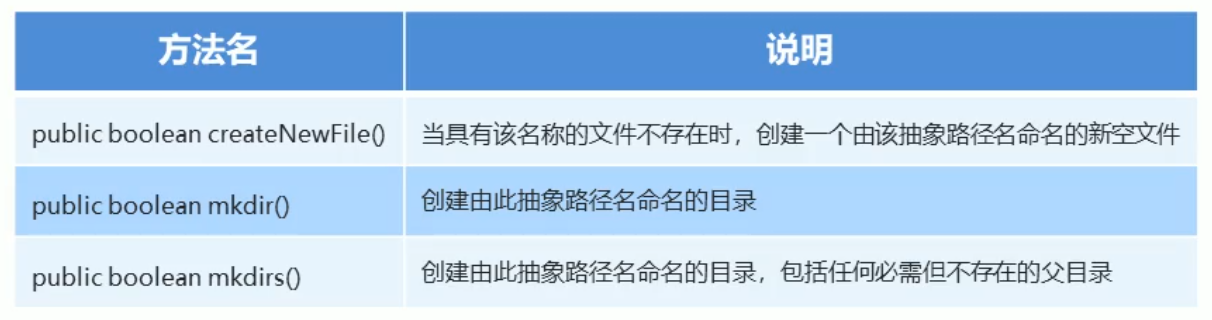 方法名 说明
public boolean createNewFile() 当具有该名称的文件不存在时，创建一个由该抽象路径名命名的新空文件
public boolean mkdir() 创建由此抽象路径名命名的目录
public boolean mkdirs() 创建由此抽象路径名命名的目录，包括任何必需但不存在的父目录